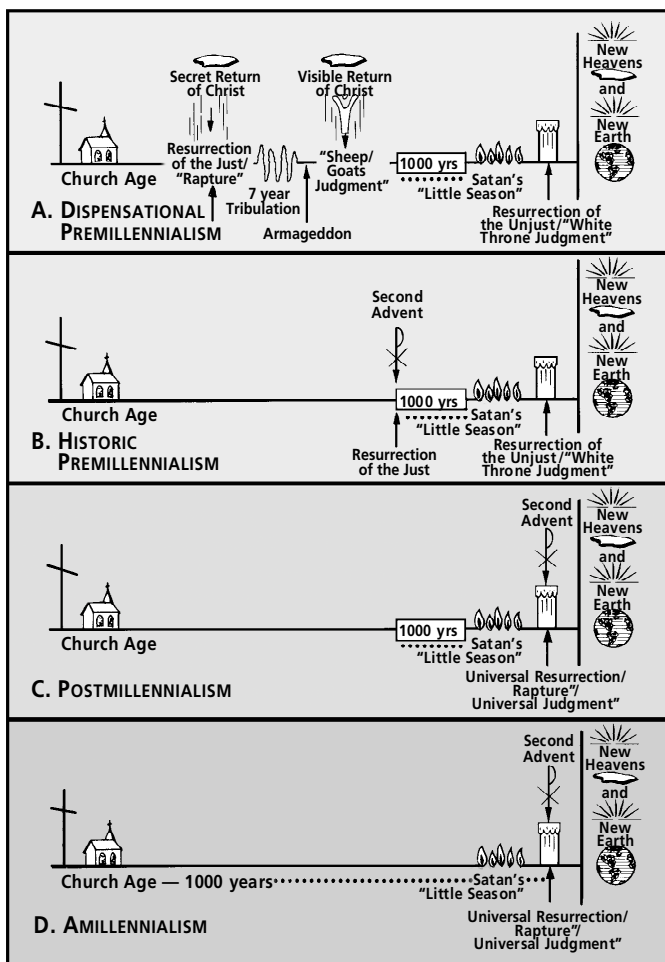 Secret Return
of Christ
Visible Return
of Christ
New
Heavens
and
New
Earth
Resurrection
of the Just/
"Rapture"
"Sheep/
Goats
Judgment"
1000 yrs
Church Age
7 year
Tribulation
Satan's
"Little Season"
Armageddon
Resurrection of
the Unjust/"White
Throne Judgment"
A. DISPENSATIONAL
PREMILLENNIALISM
Second
Advent
New
Heavens
and
New
Earth
1000 yrs
Church Age
Satan's
"Little Season"
Resurrection
of the Just
Resurrection of
the Unjust/"White
Throne Judgment"
B. HISTORIC
PREMILLENNIALISM
Second
Advent
New
Heavens
and
New
Earth
1000 yrs
Church Age
Satan's
"Little Season"
Universal Resurrection/
Rapture"/
Universal Judgment"
C. POSTMILLENNIALISM
Second
Advent
New
Heavens
and
New
Earth
Church Age — 1000 years
Satan's
"Little Season"
Universal Resurrection/
Rapture"/
Universal Judgment"
D. AMILLENNIALISM